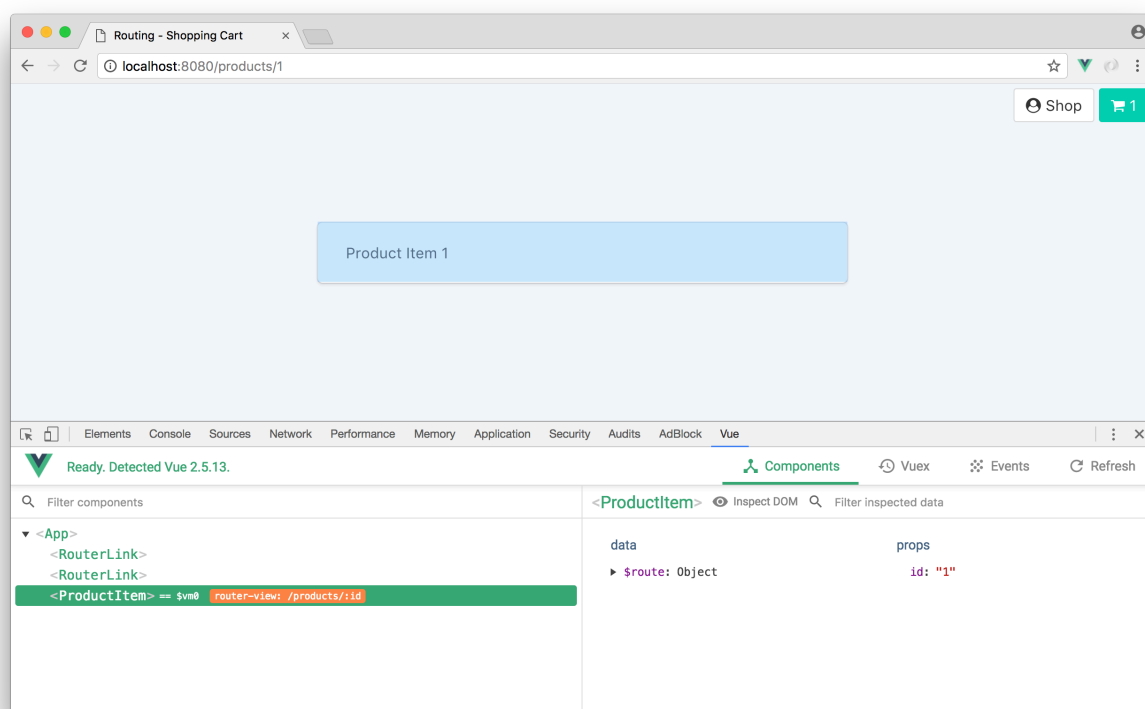 Routing - Shopping Cart
localhost:8080/products/1
Shop 1
Product Item 1
Elements Console Sources Network Performance Memory Application Security Audits AdBlock Vue
Ready. Detected Vue 2.5.13. Components Vuex Events Refresh
Filter components
<ProductItem> Inspect DOM Filter inspected data
<App>
<RouterLink>
<RouterLink>
<ProductItem> == $vm0 router-view: /products/:id
data props
$route: Object id: "1"